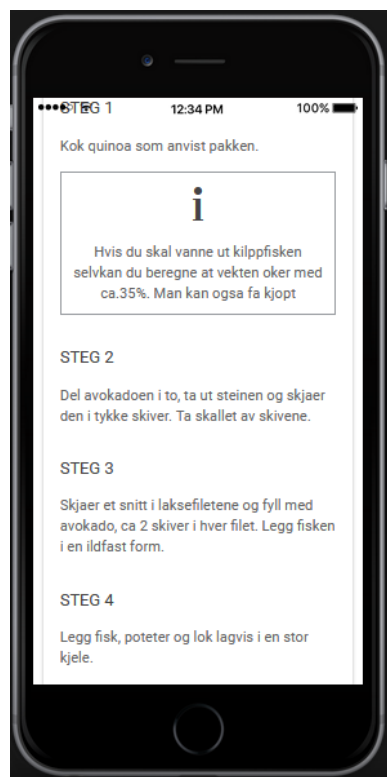 STEG 1
12:34 PM
100%
Kok quinoa som anvist pakken.
i
Hvis du skal vanne ut kilppfisken
selvkan du beregne at vekten oker med
ca.35%. Man kan ogsa fa kjopt
STEG 2
Del avokadoen i to, ta ut steinen og skjaer
den i tykke skiver. Ta skallet av skivene.
STEG 3
Skjaer et snitt i laksefiletene og fyll med
avokado, ca 2 skiver i hver filet. Legg fisken
i en ildfast form.
STEG 4
Legg fisk, poteter og lok lagvis i en stor
kjele.